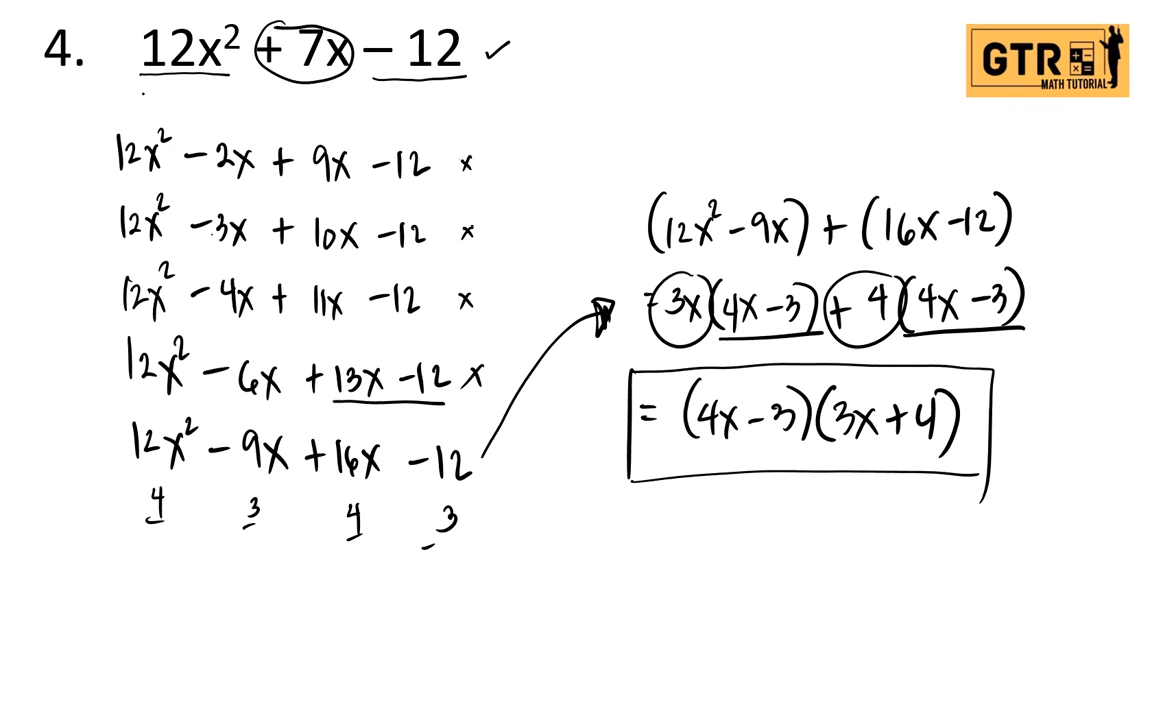 4. 12x² + 7x – 12 ✓
GTR
MATH TUTORIAL
12x² - 2x + 9x - 12 ×
12x² - 3x + 10x - 12 ×
12x² - 4x + 11x - 12 ×
12x² - 6x + 13x - 12 ×
12x² - 9x + 16x - 12
4 3 4 3
(12x² - 9x) + (16x - 12)
= 3x(4x - 3) + 4(4x - 3)
= (4x - 3)(3x + 4)